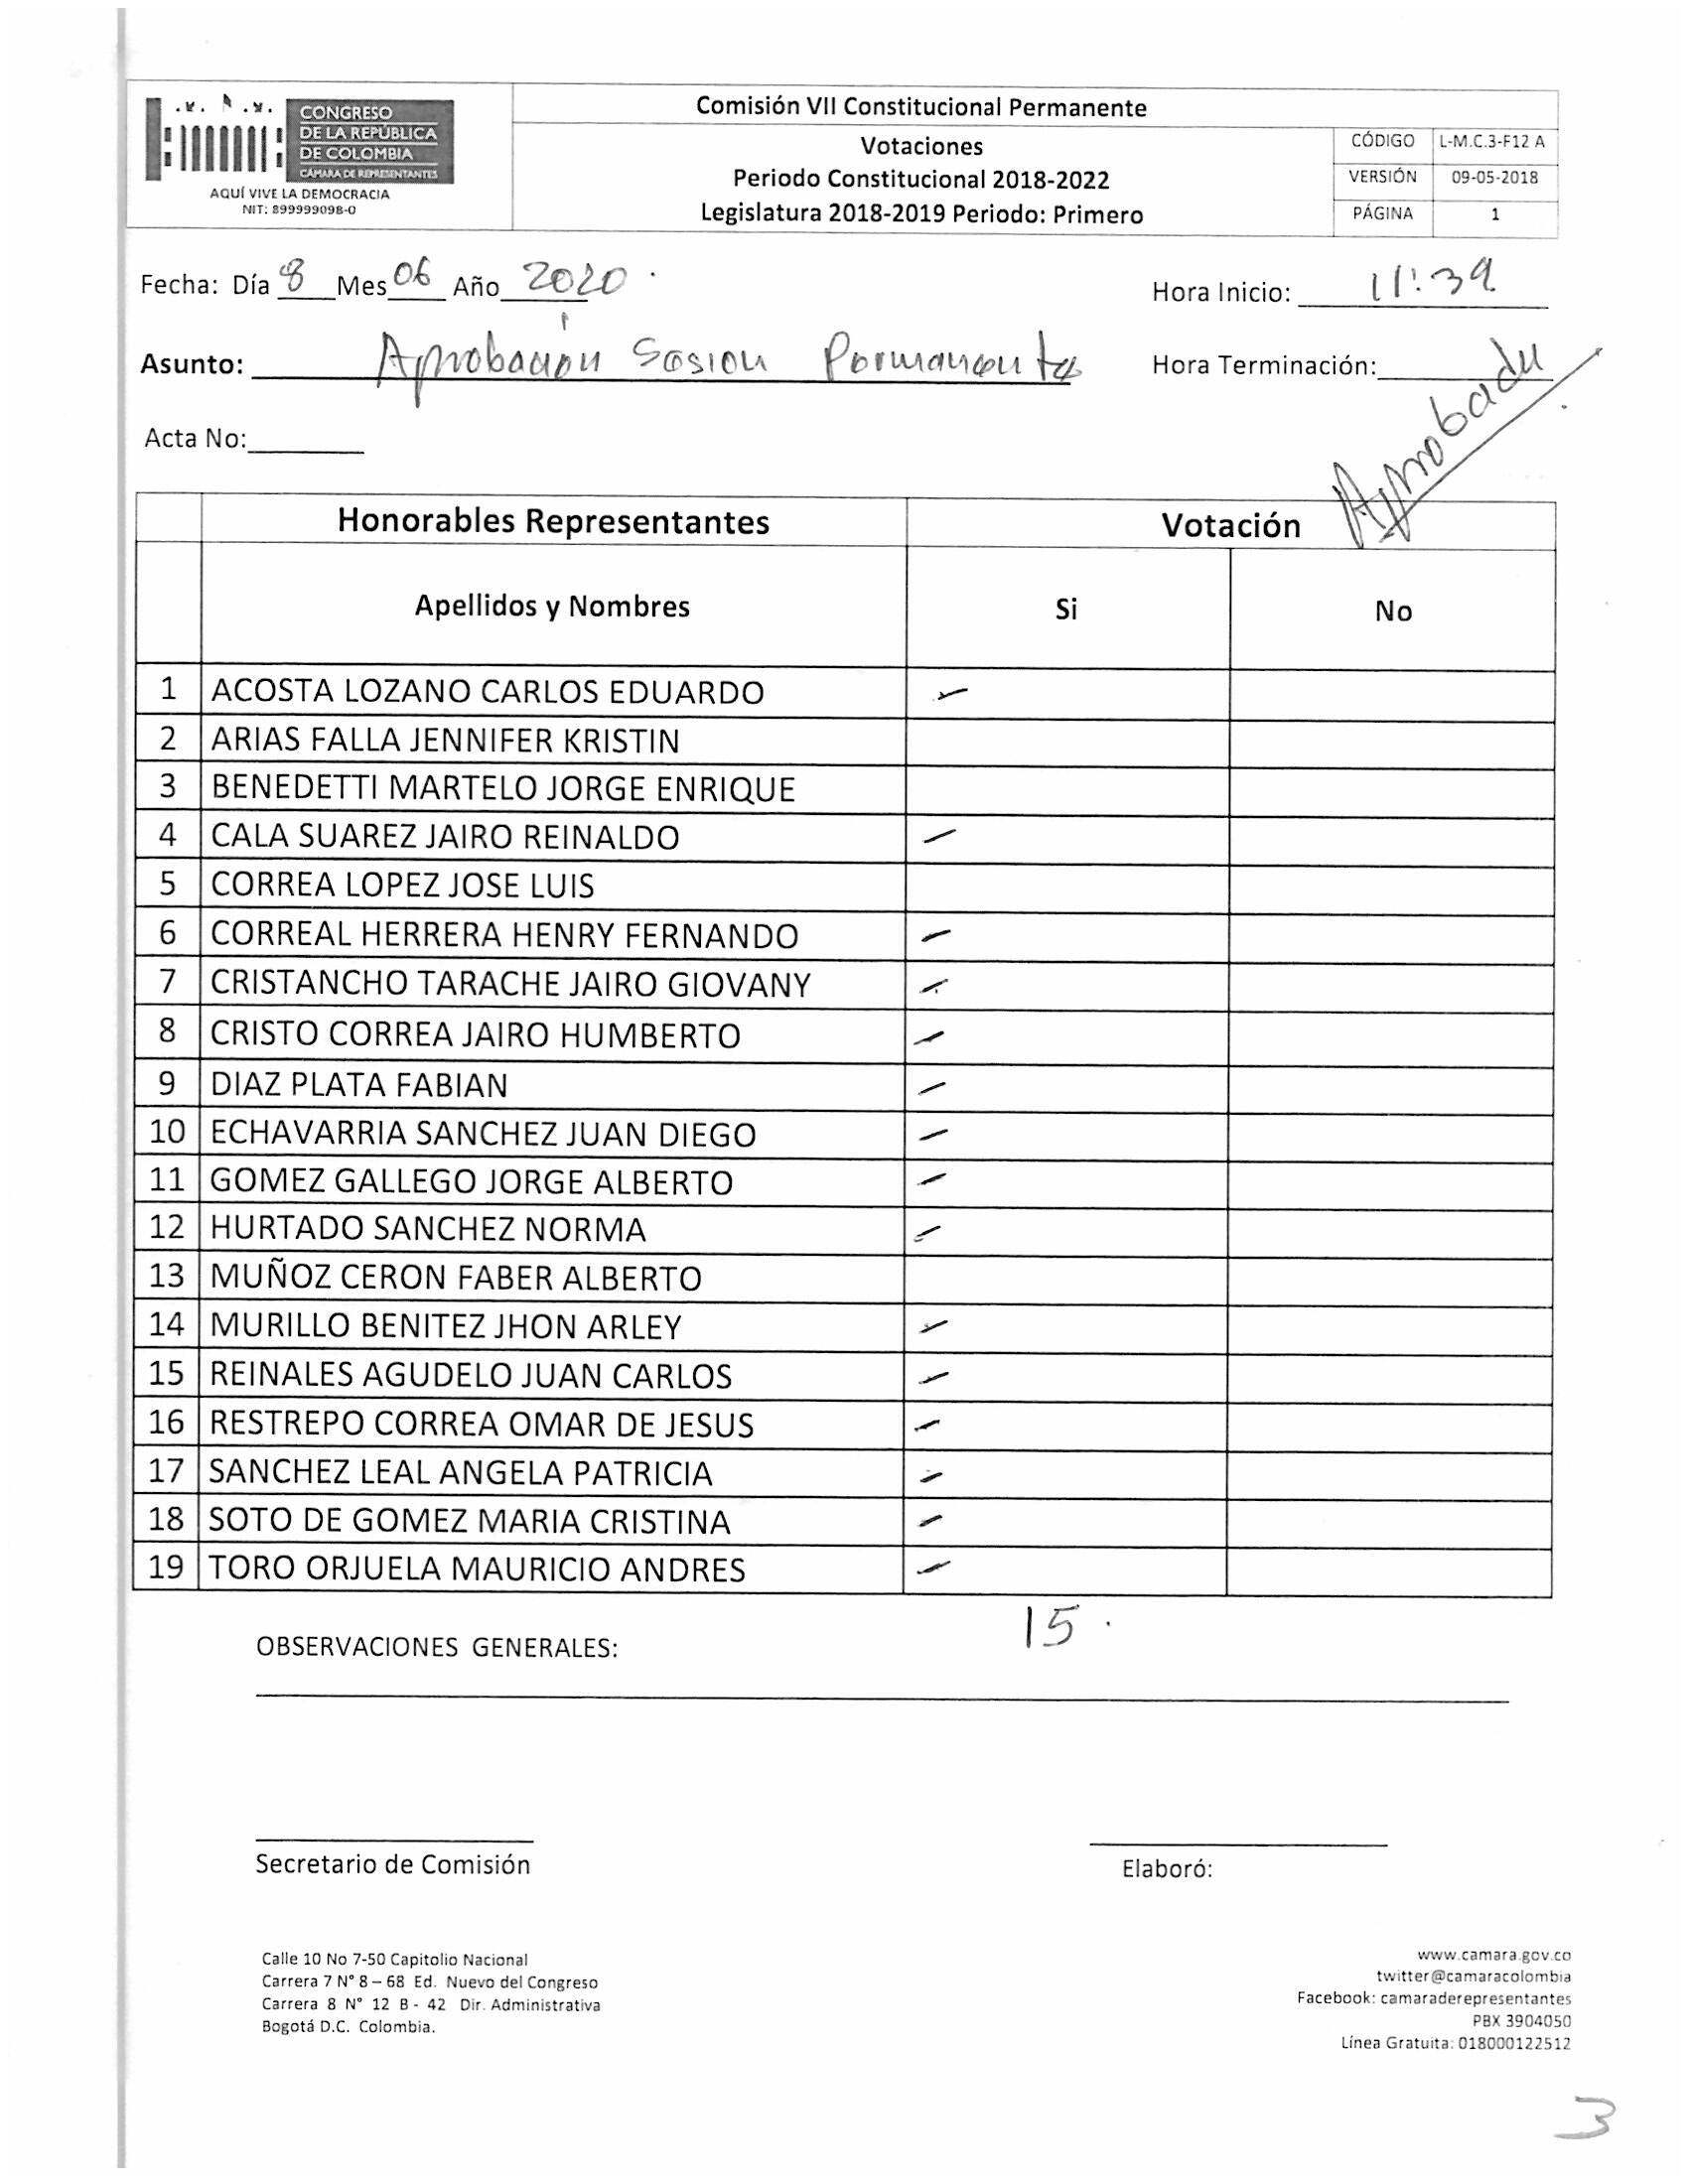 CONGRESO
DE LA REPÚBLICA
DE COLOMBIA
CÁMARA DE REPRESENTANTES
AQUÍ VIVE LA DEMOCRACIA
NIT: 899999098-0
Comisión VII Constitucional Permanente
Votaciones
Periodo Constitucional 2018-2022
Legislatura 2018-2019 Periodo: Primero
CÓDIGO L-M.C.3-F12 A
VERSIÓN 09-05-2018
PÁGINA 1
Fecha: Día 8 Mes 06 Año 2020 Hora Inicio: 11:39
Asunto: Aprobación Sesion Permanente Hora Terminación:
Aprobado
Acta No:
Honorables Representantes Votación
Apellidos y Nombres Si No
1 ACOSTA LOZANO CARLOS EDUARDO
2 ARIAS FALLA JENNIFER KRISTIN
3 BENEDETTI MARTELO JORGE ENRIQUE
4 CALA SUAREZ JAIRO REINALDO
5 CORREA LOPEZ JOSE LUIS
6 CORREAL HERRERA HENRY FERNANDO
7 CRISTANCHO TARACHE JAIRO GIOVANY
8 CRISTO CORREA JAIRO HUMBERTO
9 DIAZ PLATA FABIAN
10 ECHAVARRIA SANCHEZ JUAN DIEGO
11 GOMEZ GALLEGO JORGE ALBERTO
12 HURTADO SANCHEZ NORMA
13 MUÑOZ CERON FABER ALBERTO
14 MURILLO BENITEZ JHON ARLEY
15 REINALES AGUDELO JUAN CARLOS
16 RESTREPO CORREA OMAR DE JESUS
17 SANCHEZ LEAL ANGELA PATRICIA
18 SOTO DE GOMEZ MARIA CRISTINA
19 TORO ORJUELA MAURICIO ANDRES
15.
OBSERVACIONES GENERALES:
Secretario de Comisión
Elaboró:
Calle 10 No 7-50 Capitolio Nacional
Carrera 7 N° 8 – 68 Ed. Nuevo del Congreso
Carrera 8 N° 12 B - 42 Dir. Administrativa
Bogotá D.C. Colombia.
www.camara.gov.co
twitter@camaracolombia
Facebook: camaraderepresentantes
PBX 3904050
Línea Gratuita: 018000122512
3